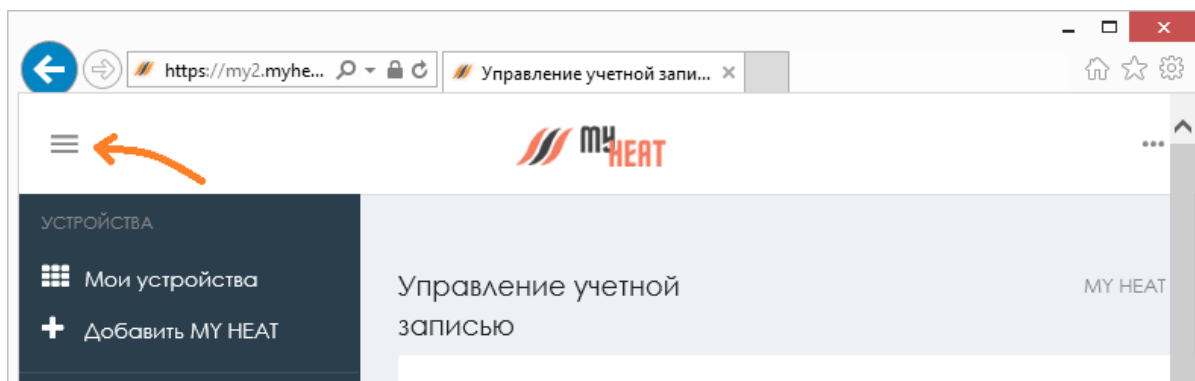 https://my2.myhe...
Управление учетной запи...
MY HEAT
УСТРОЙСТВА
Мои устройства
Добавить MY HEAT
Управление учетной
записью
MY HEAT